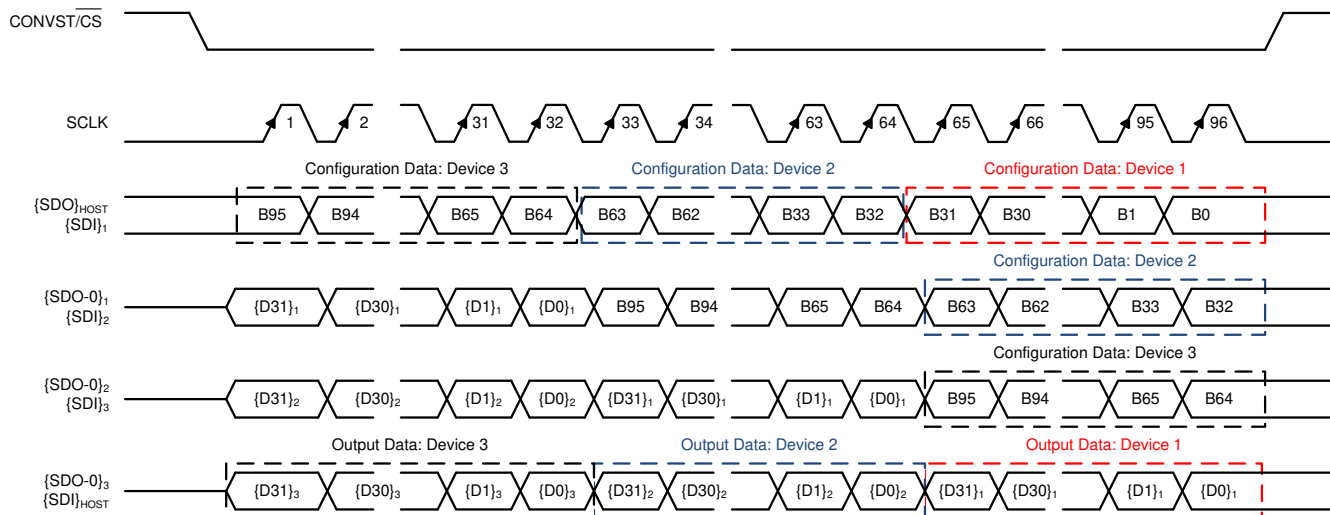 CONVST/CS
SCLK 1 2 31 32 33 34 63 64 65 66 95 96
Configuration Data: Device 3 Configuration Data: Device 2 Configuration Data: Device 1
{SDO}HOST
{SDI}1
B95 B94 B65 B64 B63 B62 B33 B32 B31 B30 B1 B0
Configuration Data: Device 2
{SDO-0}1
{SDI}2
{D31}1 {D30}1 {D1}1 {D0}1 B95 B94 B65 B64 B63 B62 B33 B32
Configuration Data: Device 3
{SDO-0}2
{SDI}3
{D31}2 {D30}2 {D1}2 {D0}2 {D31}1 {D30}1 {D1}1 {D0}1 B95 B94 B65 B64
Output Data: Device 3 Output Data: Device 2 Output Data: Device 1
{SDO-0}3
{SDI}HOST
{D31}3 {D30}3 {D1}3 {D0}3 {D31}2 {D30}2 {D1}2 {D0}2 {D31}1 {D30}1 {D1}1 {D0}1